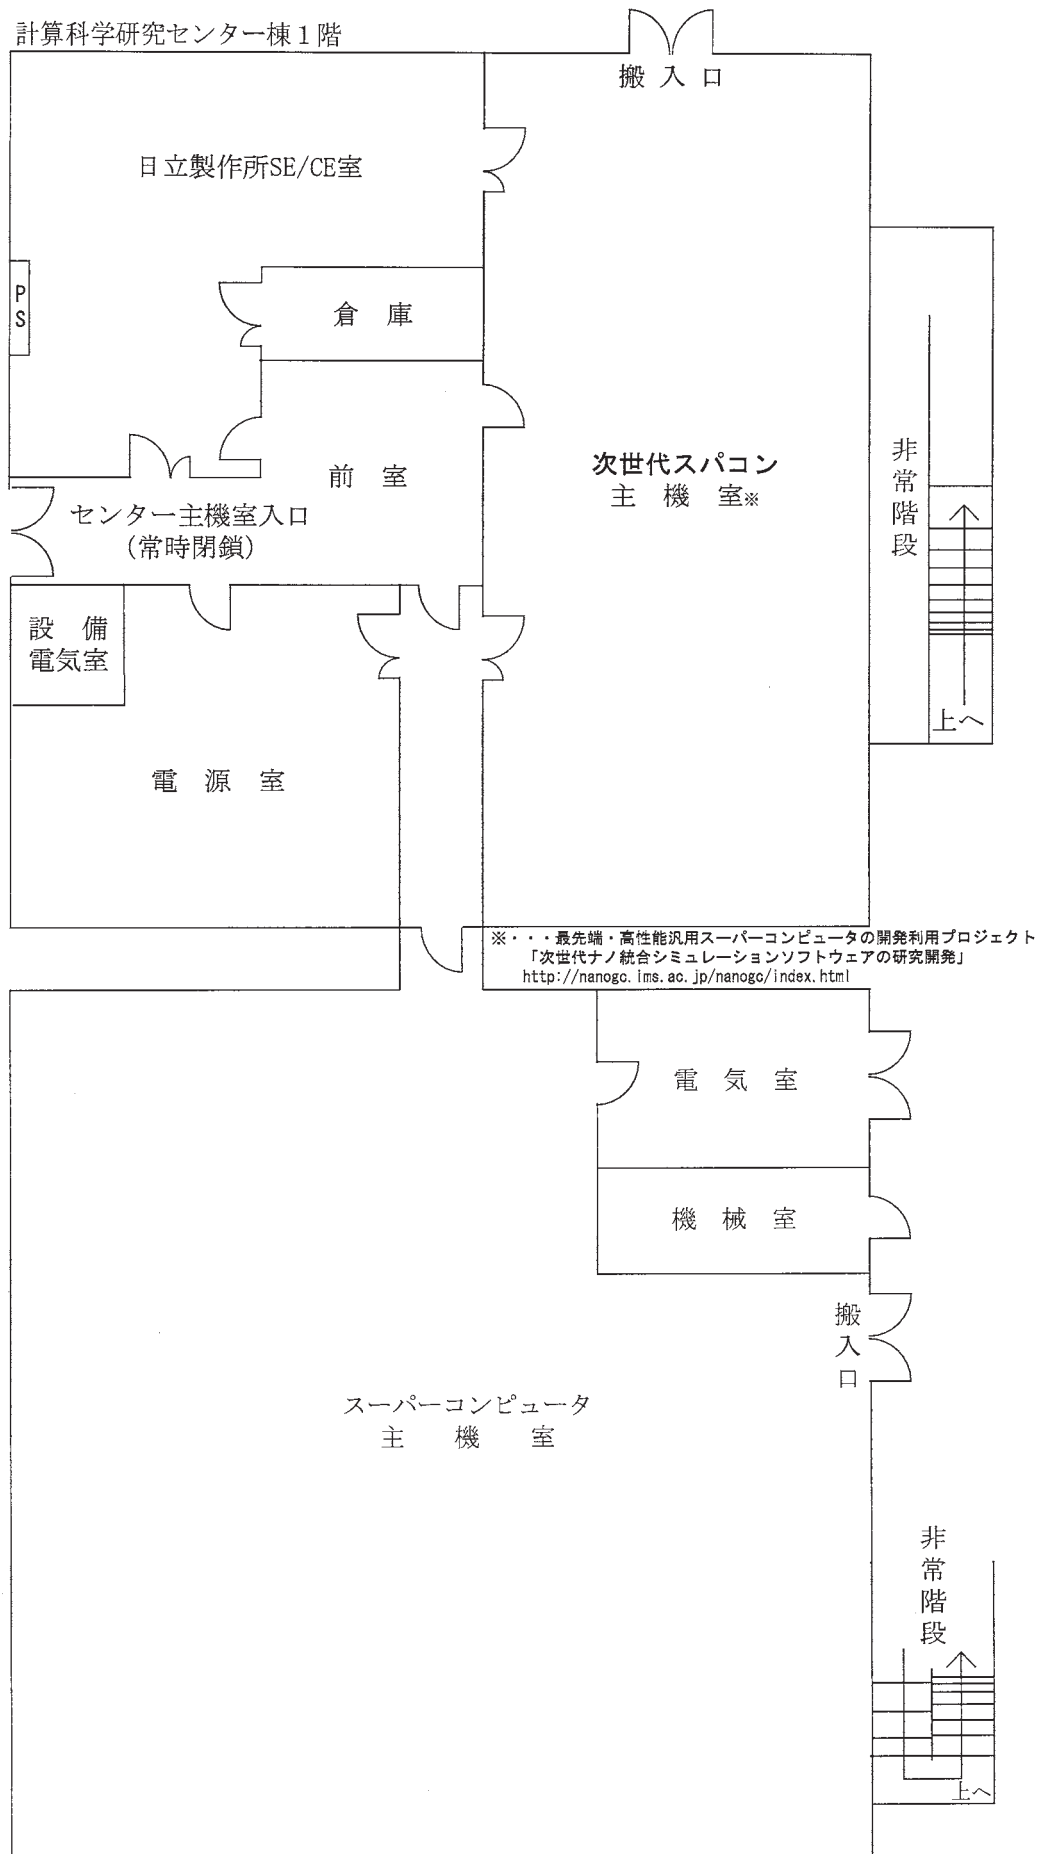 計算科学研究センター棟１階
搬 入 口
日立製作所SE/CE室
PS
倉　庫
前　室
次世代スパコン
主　機　室※
非常階段
センター主機室入口
(常時閉鎖)
設　備
電気室
上へ
電　源　室
※・・・最先端・高性能汎用スーパーコンピュータの開発利用プロジェクト
「次世代ナノ統合シミュレーションソフトウェアの研究開発」
http://nanogc.ims.ac.jp/nanogc/index.html
電　気　室
機　械　室
搬入口
スーパーコンピュータ
主　機　室
非常階段
上へ